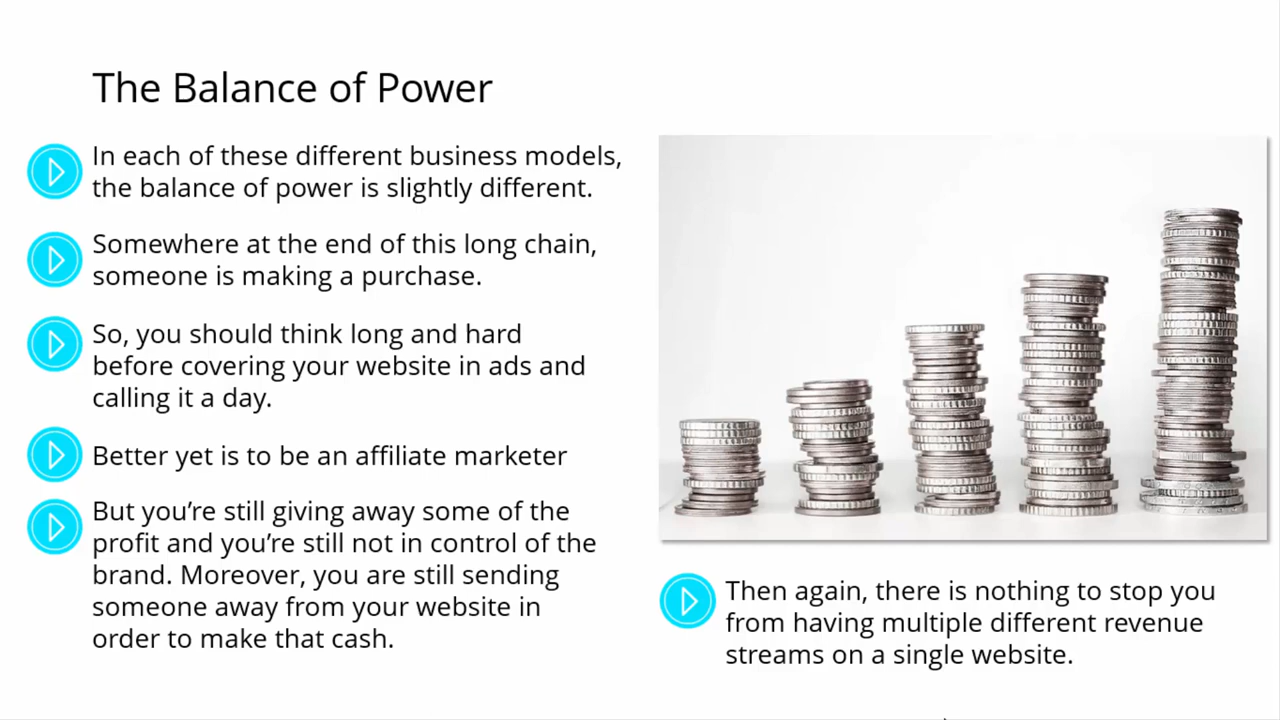 The Balance of Power
In each of these different business models,
the balance of power is slightly different.
Somewhere at the end of this long chain,
someone is making a purchase.
So, you should think long and hard
before covering your website in ads and
calling it a day.
Better yet is to be an affiliate marketer
But you’re still giving away some of the
profit and you’re still not in control of the
brand. Moreover, you are still sending
someone away from your website in
order to make that cash.
Then again, there is nothing to stop you
from having multiple different revenue
streams on a single website.